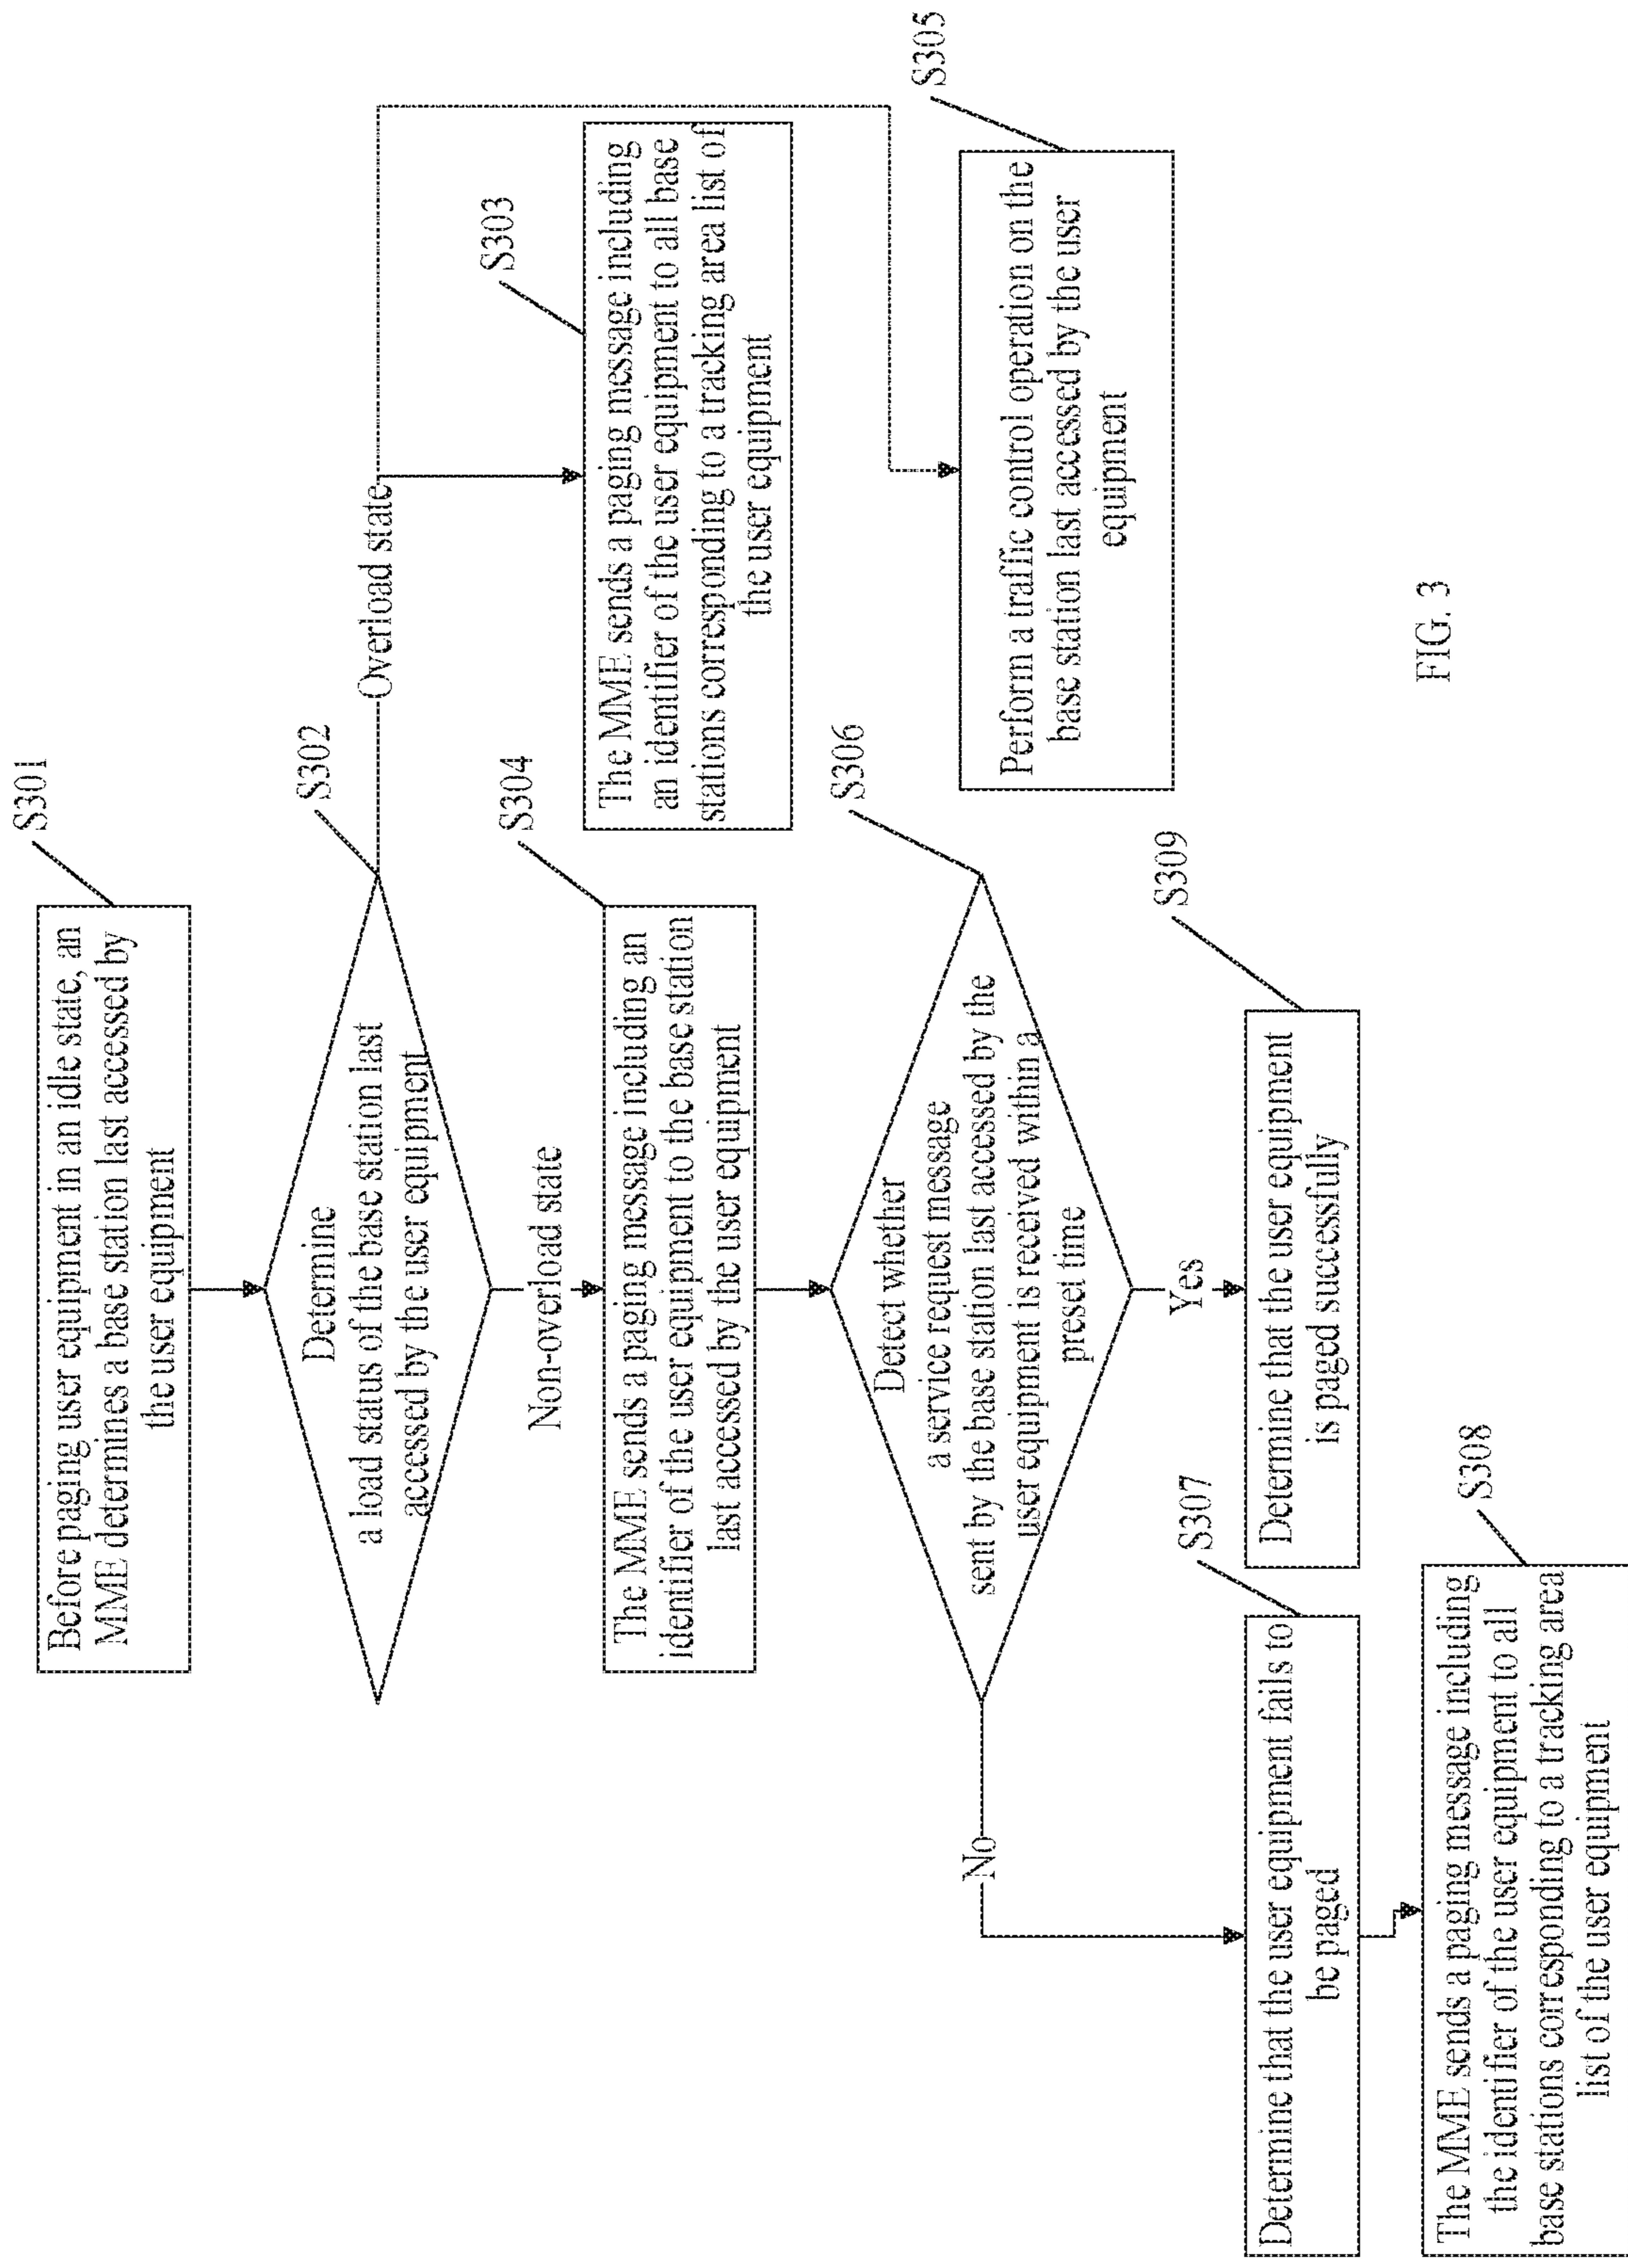 S301
Before paging user equipment in an idle state, an
MME determines a base station last accessed by
the user equipment
S302
Determine
a load status of the base station last
accessed by the user equipment
Overload state
Non-overload state
S303
The MME sends a paging message including
an identifier of the user equipment to all base
stations corresponding to a tracking area list of
the user equipment
S304
The MME sends a paging message including an
identifier of the user equipment to the base station
last accessed by the user equipment
S305
Perform a traffic control operation on the
base station last accessed by the user
equipment
S306
Detect whether
a service request message
sent by the base station last accessed by the
user equipment is received within a
preset time
No
Yes
S307
Determine that the user equipment fails to
be paged
S309
Determine that the user equipment
is paged successfully
S308
The MME sends a paging message including
the identifier of the user equipment to all
base stations corresponding to a tracking area
list of the user equipment
FIG. 3